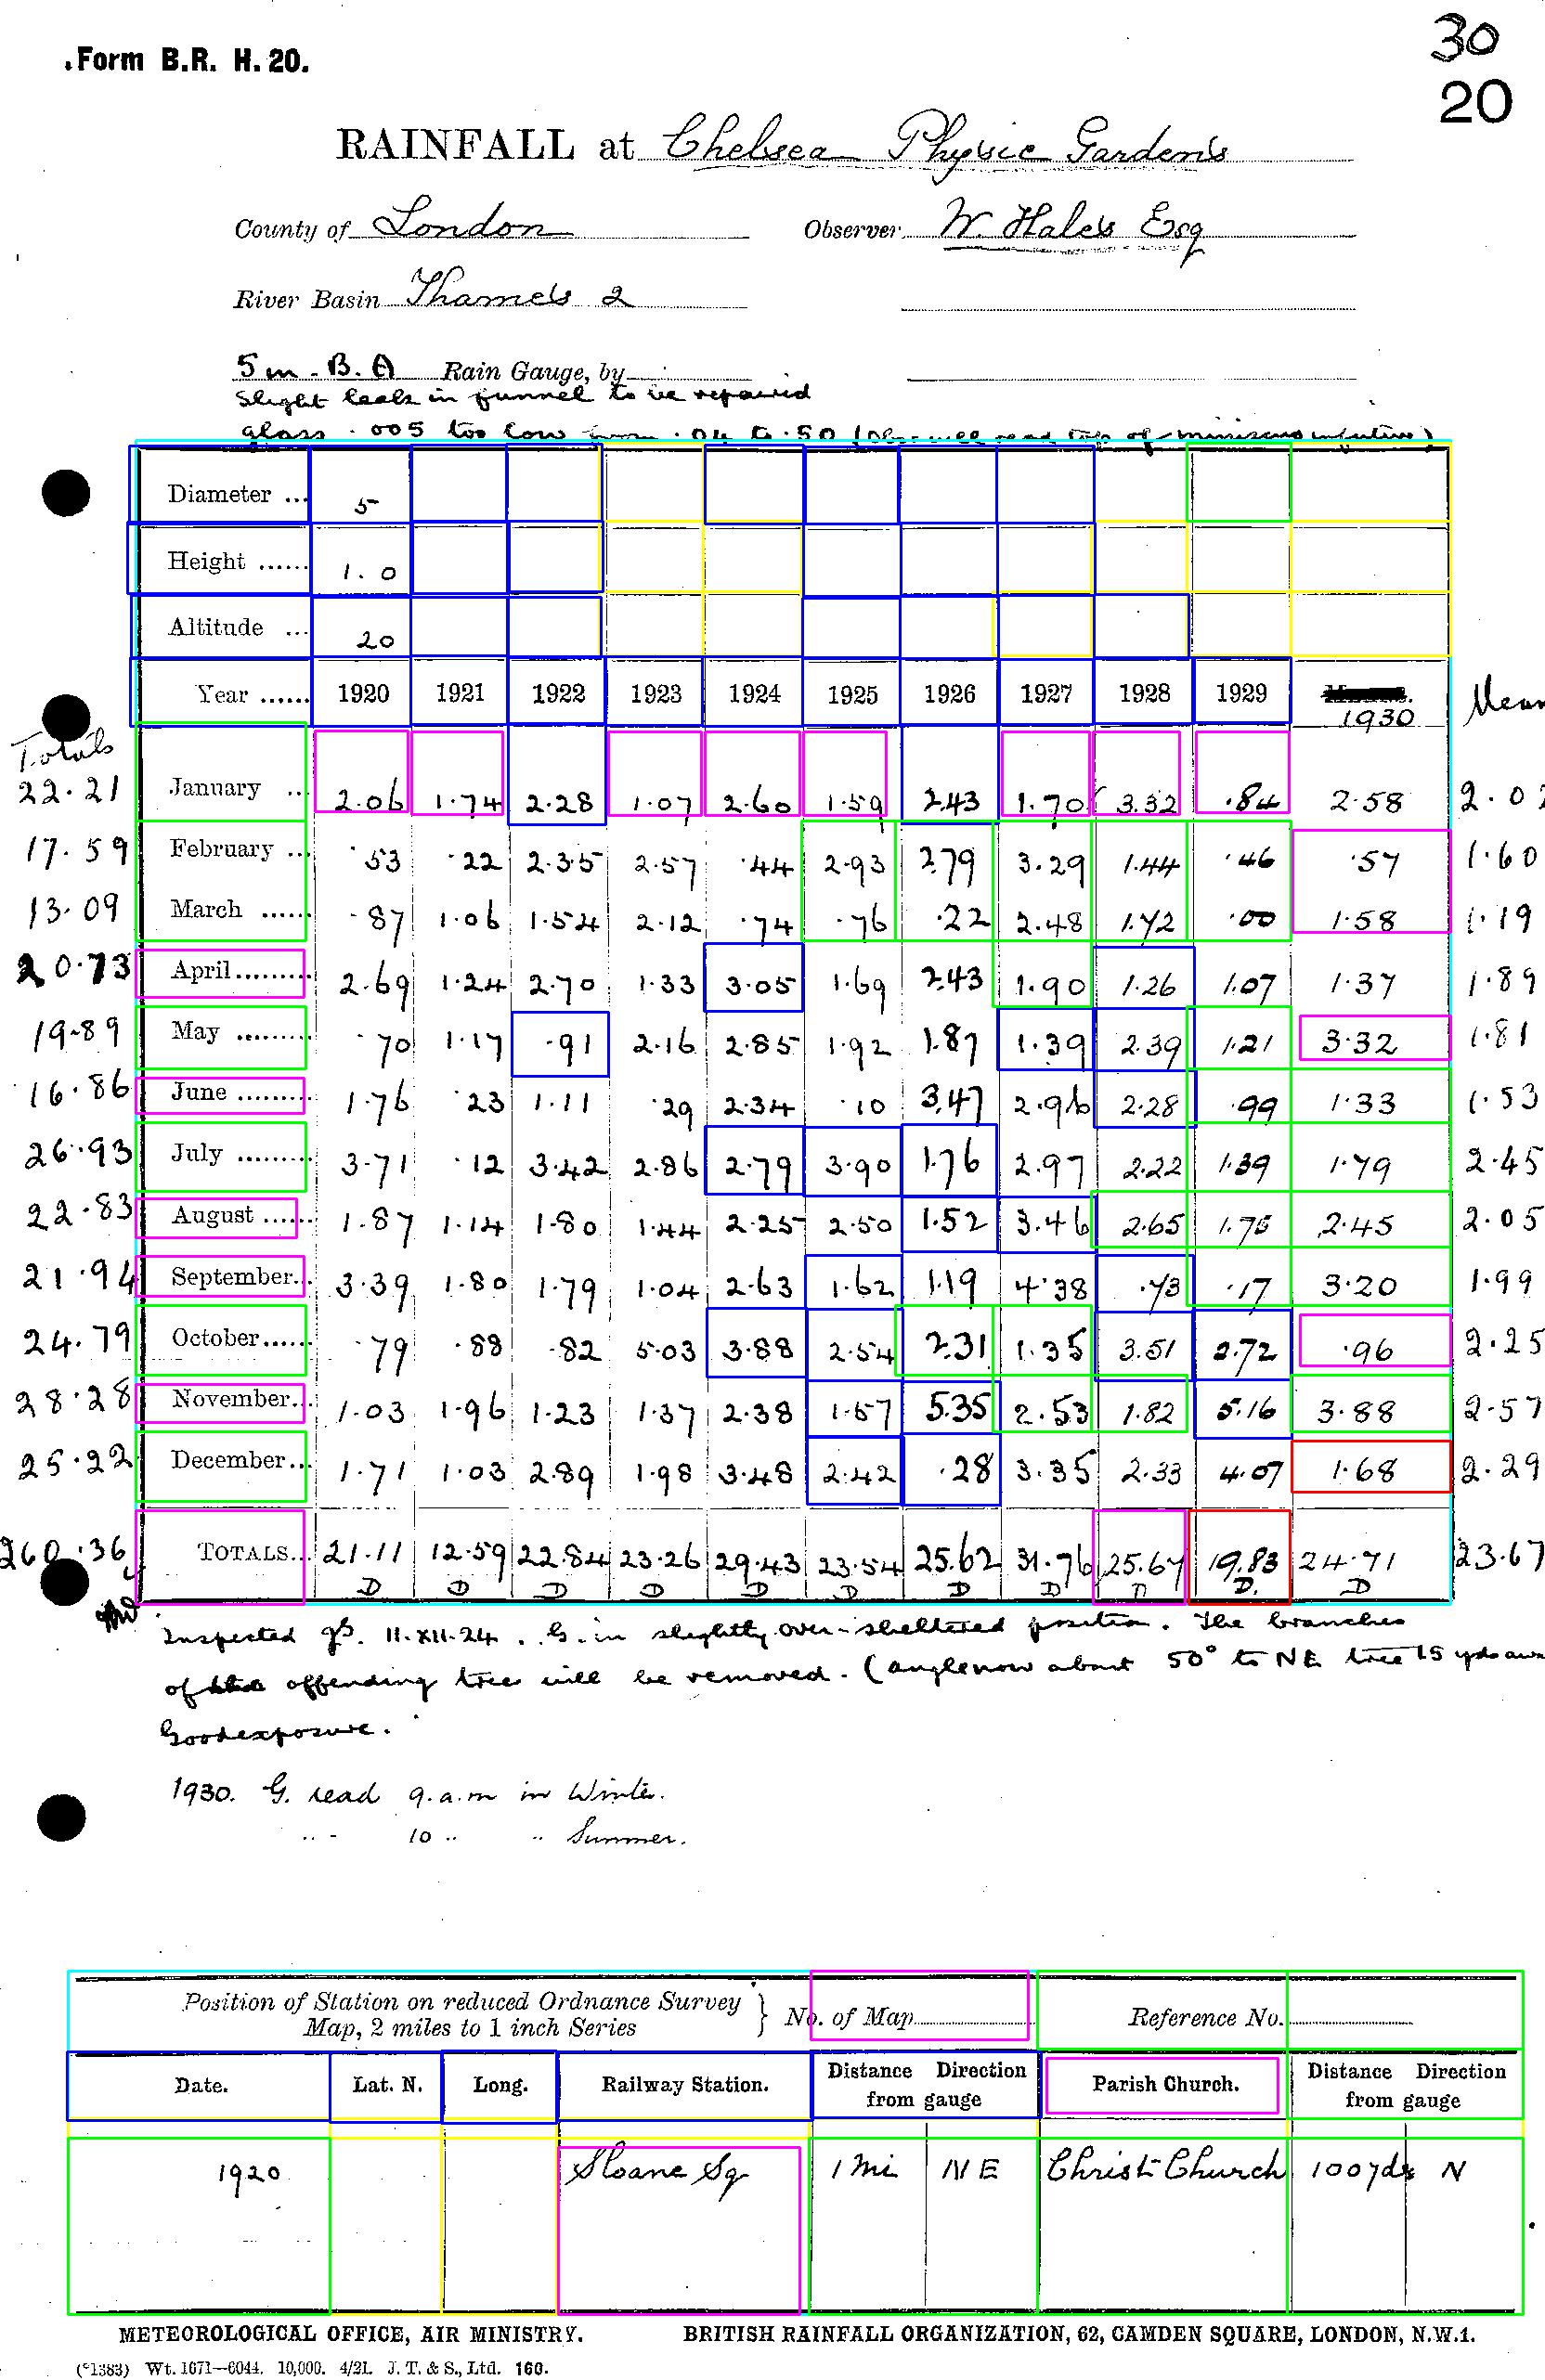 30
Form B.R. H. 20.
20
RAINFALL at Chelsea Physic Gardens
County of London Observer W. Hales Esq
River Basin Thames 2
5 in. B. A Rain Gauge, by
Slight leak in funnel to be repaired
glass .005 too low from .04 to .50 (Obs will read top of miniscus in future)
Diameter ... 5
Height ...... 1.0
Altitude ... 20
Year ...... 1920 1921 1922 1923 1924 1925 1926 1927 1928 1929 1930 Mean
Totals
22.21 January ... 2.06 1.74 2.28 1.07 2.60 1.59 2.43 1.70 3.32 .84 2.58 2.02
17.59 February ... .53 .22 2.35 2.57 .44 2.93 2.79 3.29 1.44 .46 .57 1.60
13.09 March ...... .87 1.06 1.54 2.12 .74 .76 .22 2.48 1.72 .00 1.58 1.19
20.73 April......... 2.69 1.24 2.70 1.33 3.05 1.69 2.43 1.90 1.26 1.07 1.37 1.89
19.89 May ......... .70 1.17 .91 2.16 2.85 1.92 1.87 1.39 2.39 1.21 3.32 1.81
16.86 June ......... 1.76 .23 1.11 .29 2.34 .10 3.47 2.96 2.28 .99 1.33 1.53
26.93 July ......... 3.71 .12 3.42 2.86 2.79 3.90 1.76 2.97 2.22 1.39 1.79 2.45
22.83 August ...... 1.87 1.14 1.80 1.44 2.25 2.50 1.52 3.46 2.65 1.75 2.45 2.05
21.94 September... 3.39 1.80 1.79 1.04 2.63 1.62 1.19 4.38 .73 .17 3.20 1.99
24.79 October...... .79 .88 .82 5.03 3.88 2.54 2.31 1.35 3.51 2.72 .96 2.25
28.28 November... 1.03 1.96 1.23 1.37 2.38 1.57 5.35 2.53 1.82 5.16 3.88 2.57
25.22 December... 1.71 1.03 2.89 1.98 3.48 2.42 .28 3.35 2.33 4.07 1.68 2.29
260.36 TOTALS... 21.11 12.59 22.84 23.26 29.43 23.54 25.62 31.76 25.67 19.83 24.71 23.67
D D D D D D D D D D. D
Inspected 11.XII.24. G. in slightly over-sheltered position. The branches
of offending tree will be removed. (angle now about 50° to NE tree 15 yds
Good exposure.
1930. G. read 9.a.m in Winter.
.. - 10 .. .. Summer.
Position of Station on reduced Ordnance Survey } No. of Map Reference No.
Map, 2 miles to 1 inch Series
Date. Lat. N. Long. Railway Station. Distance Direction Parish Church. Distance Direction
from gauge from gauge
1920 Sloane Sq 1 mi NE Christ Church 100 yds N
METEOROLOGICAL OFFICE, AIR MINISTRY. BRITISH RAINFALL ORGANIZATION, 62, CAMDEN SQUARE, LONDON, N.W.1.
(*1383) Wt. 1671—6044. 10,000. 4/21. J. T. & S., Ltd. 160.